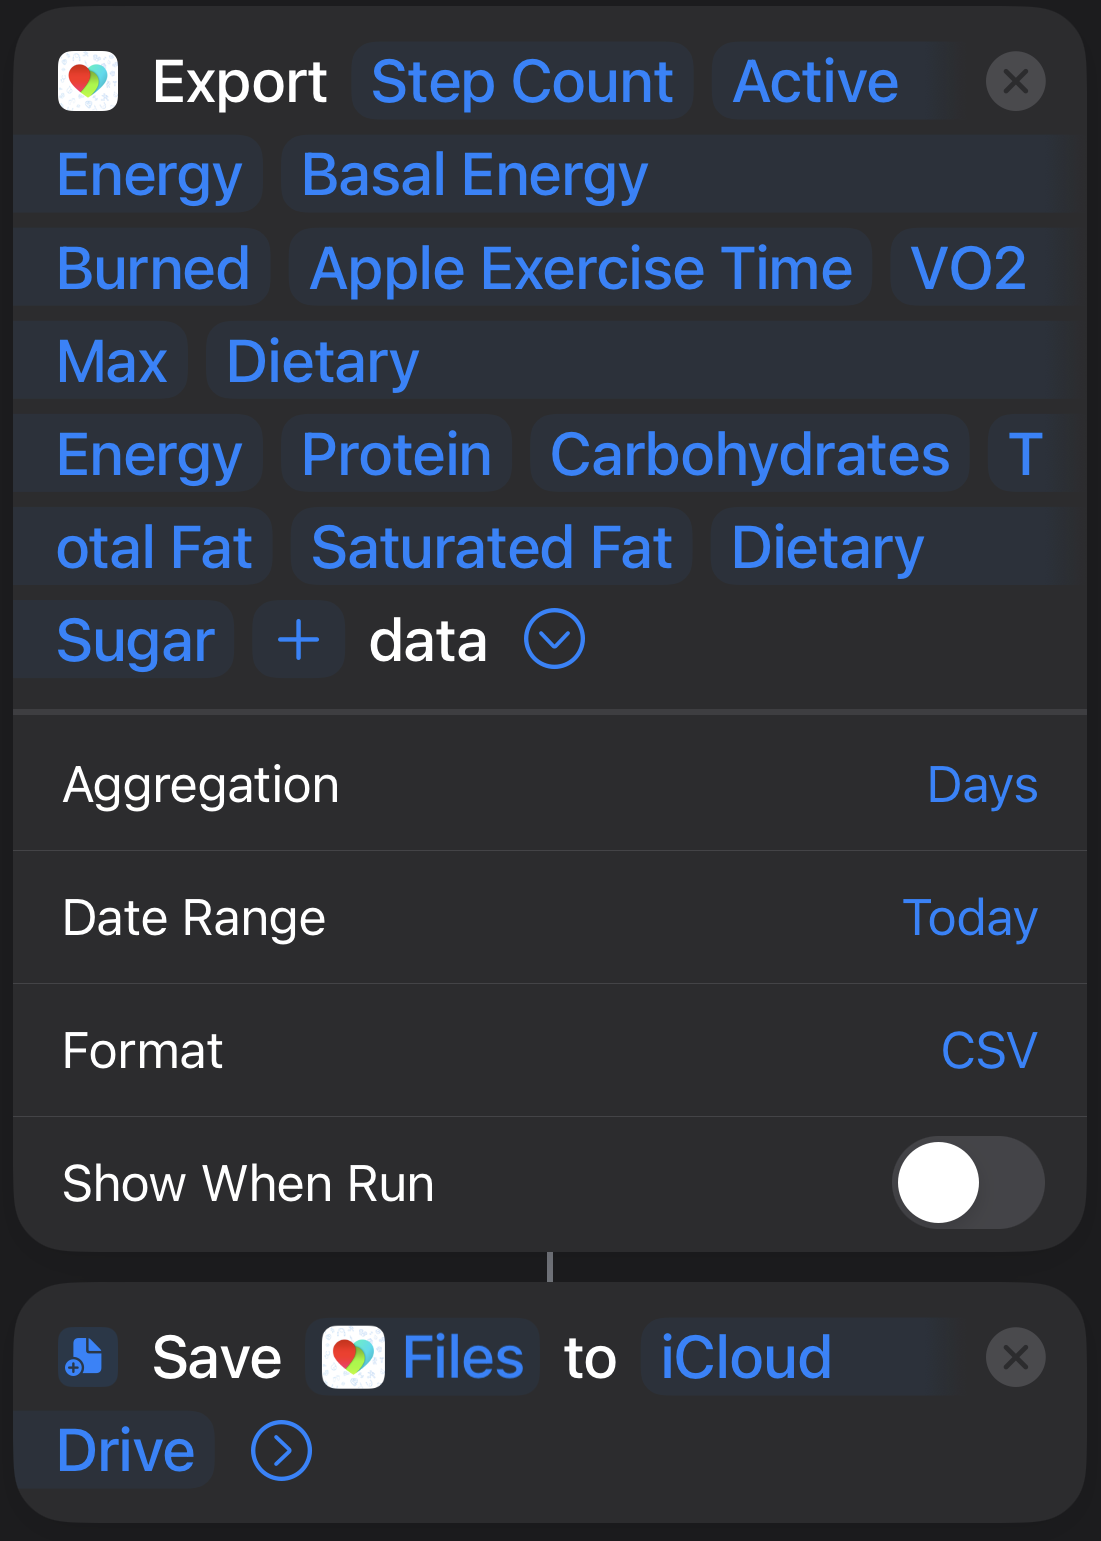 Export Step Count Active
Energy Basal Energy
Burned Apple Exercise Time VO2
Max Dietary
Energy Protein Carbohydrates T
otal Fat Saturated Fat Dietary
Sugar + data
Aggregation Days
Date Range Today
Format CSV
Show When Run
Save Files to iCloud
Drive